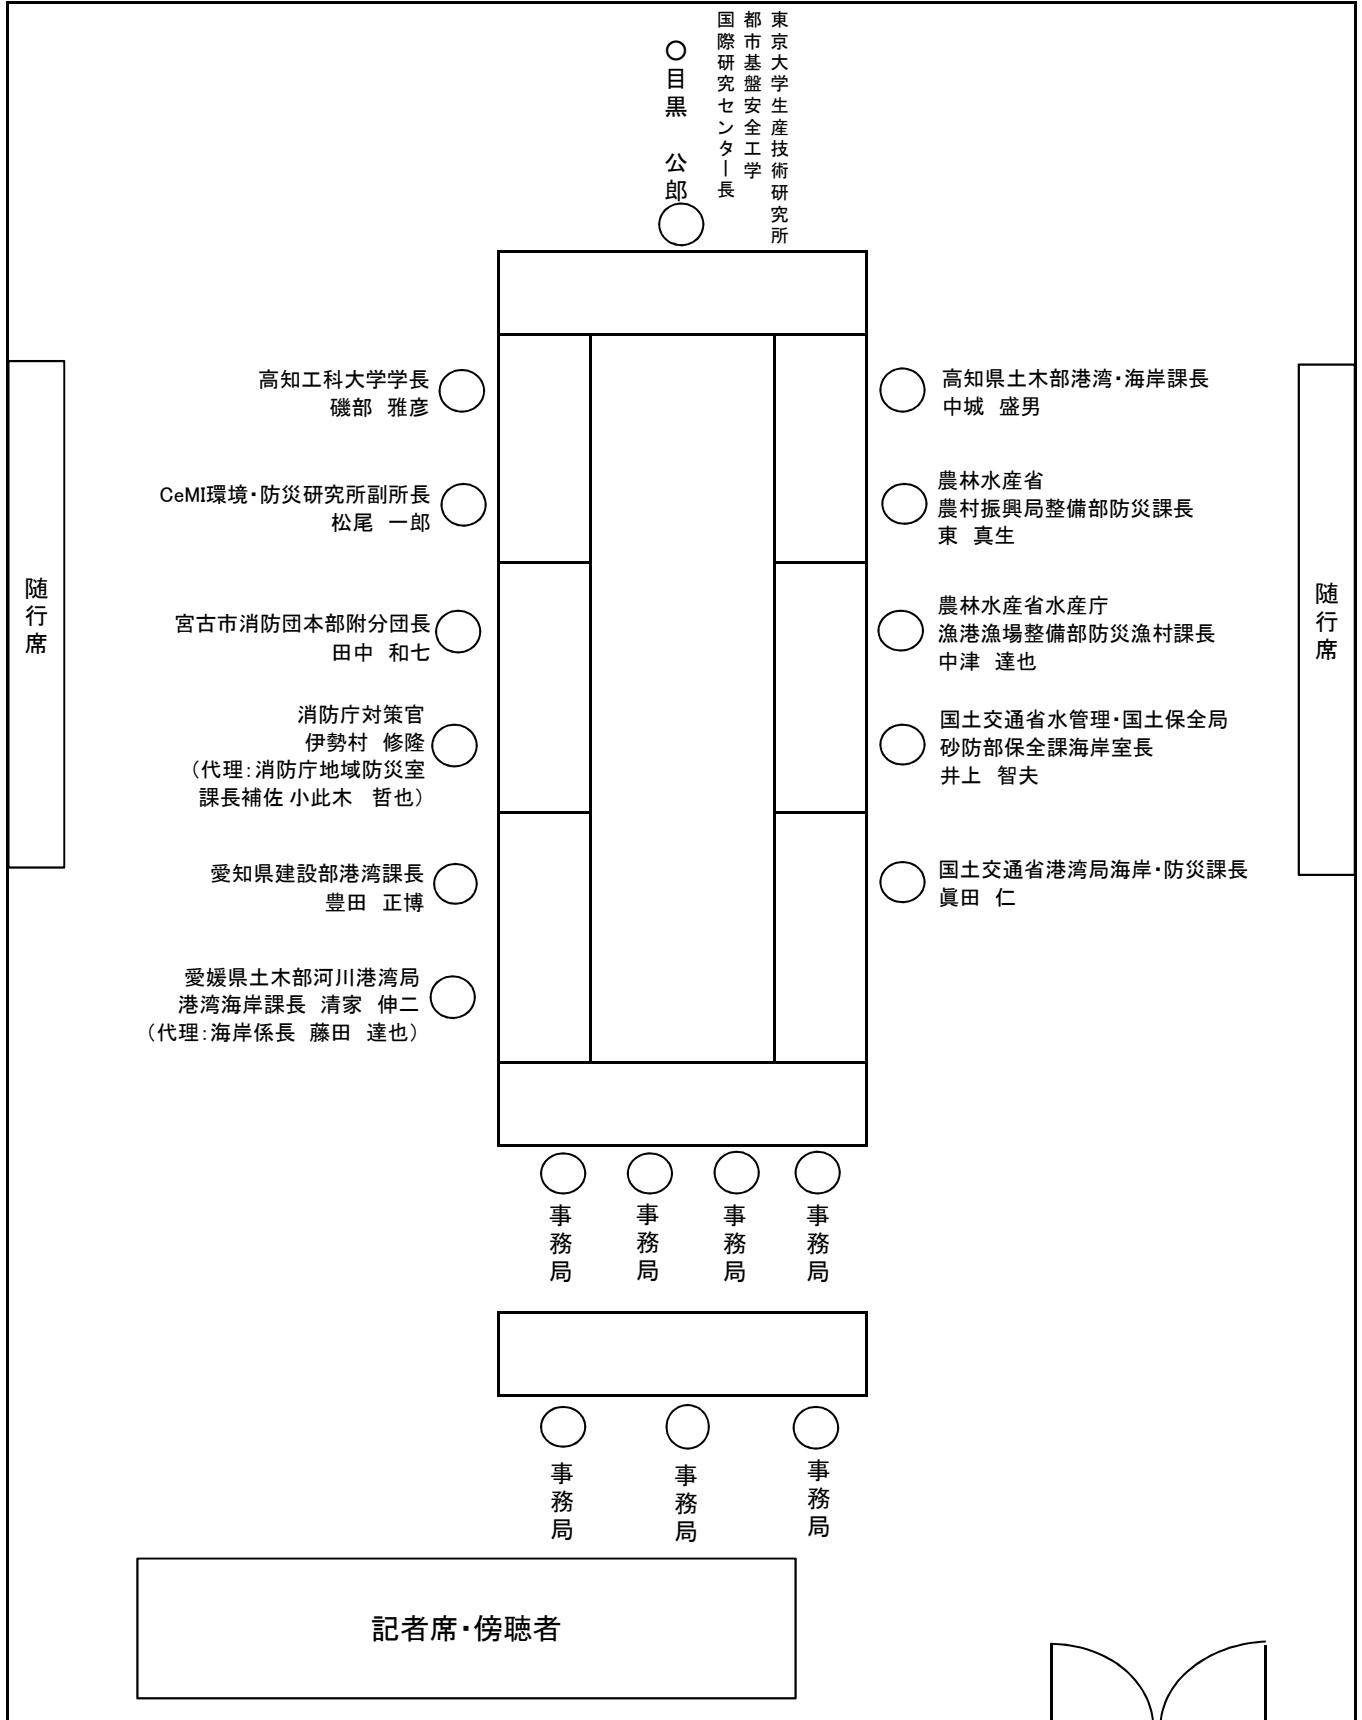 東京大学生産技術研究所
都市基盤安全工学
国際研究センター長
○目黒　公郎
高知工科大学学長
磯部　雅彦
CeMI環境・防災研究所副所長
松尾　一郎
宮古市消防団本部附分団長
田中　和七
消防庁対策官
伊勢村　修隆
（代理：消防庁地域防災室
課長補佐 小此木　哲也）
愛知県建設部港湾課長
豊田　正博
愛媛県土木部河川港湾局
港湾海岸課長　清家　伸二
（代理：海岸係長　藤田　達也）
高知県土木部港湾・海岸課長
中城　盛男
農林水産省
農村振興局整備部防災課長
東　真生
農林水産省水産庁
漁港漁場整備部防災漁村課長
中津　達也
国土交通省水管理・国土保全局
砂防部保全課海岸室長
井上　智夫
国土交通省港湾局海岸・防災課長
眞田　仁
随行席
随行席
事務局
事務局
事務局
事務局
事務局
事務局
事務局
記者席・傍聴者